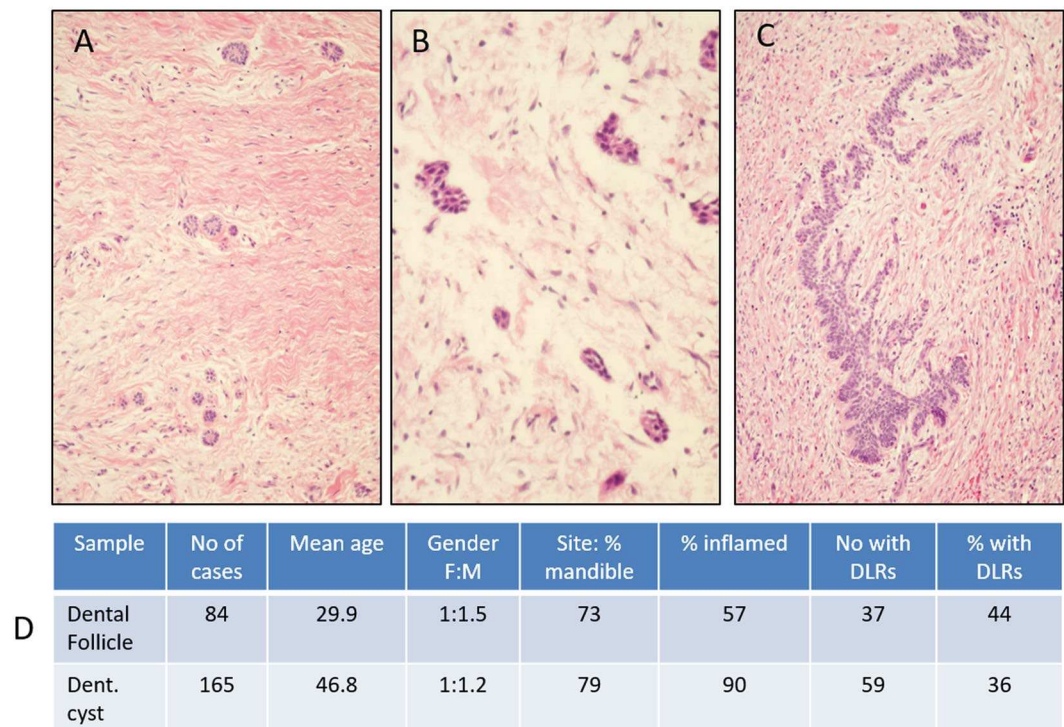 A
B
C
D
Sample No of cases Mean age Gender F:M Site: % mandible % inflamed No with DLRs % with DLRs
Dental Follicle 84 29.9 1:1.5 73 57 37 44
Dent. cyst 165 46.8 1:1.2 79 90 59 36